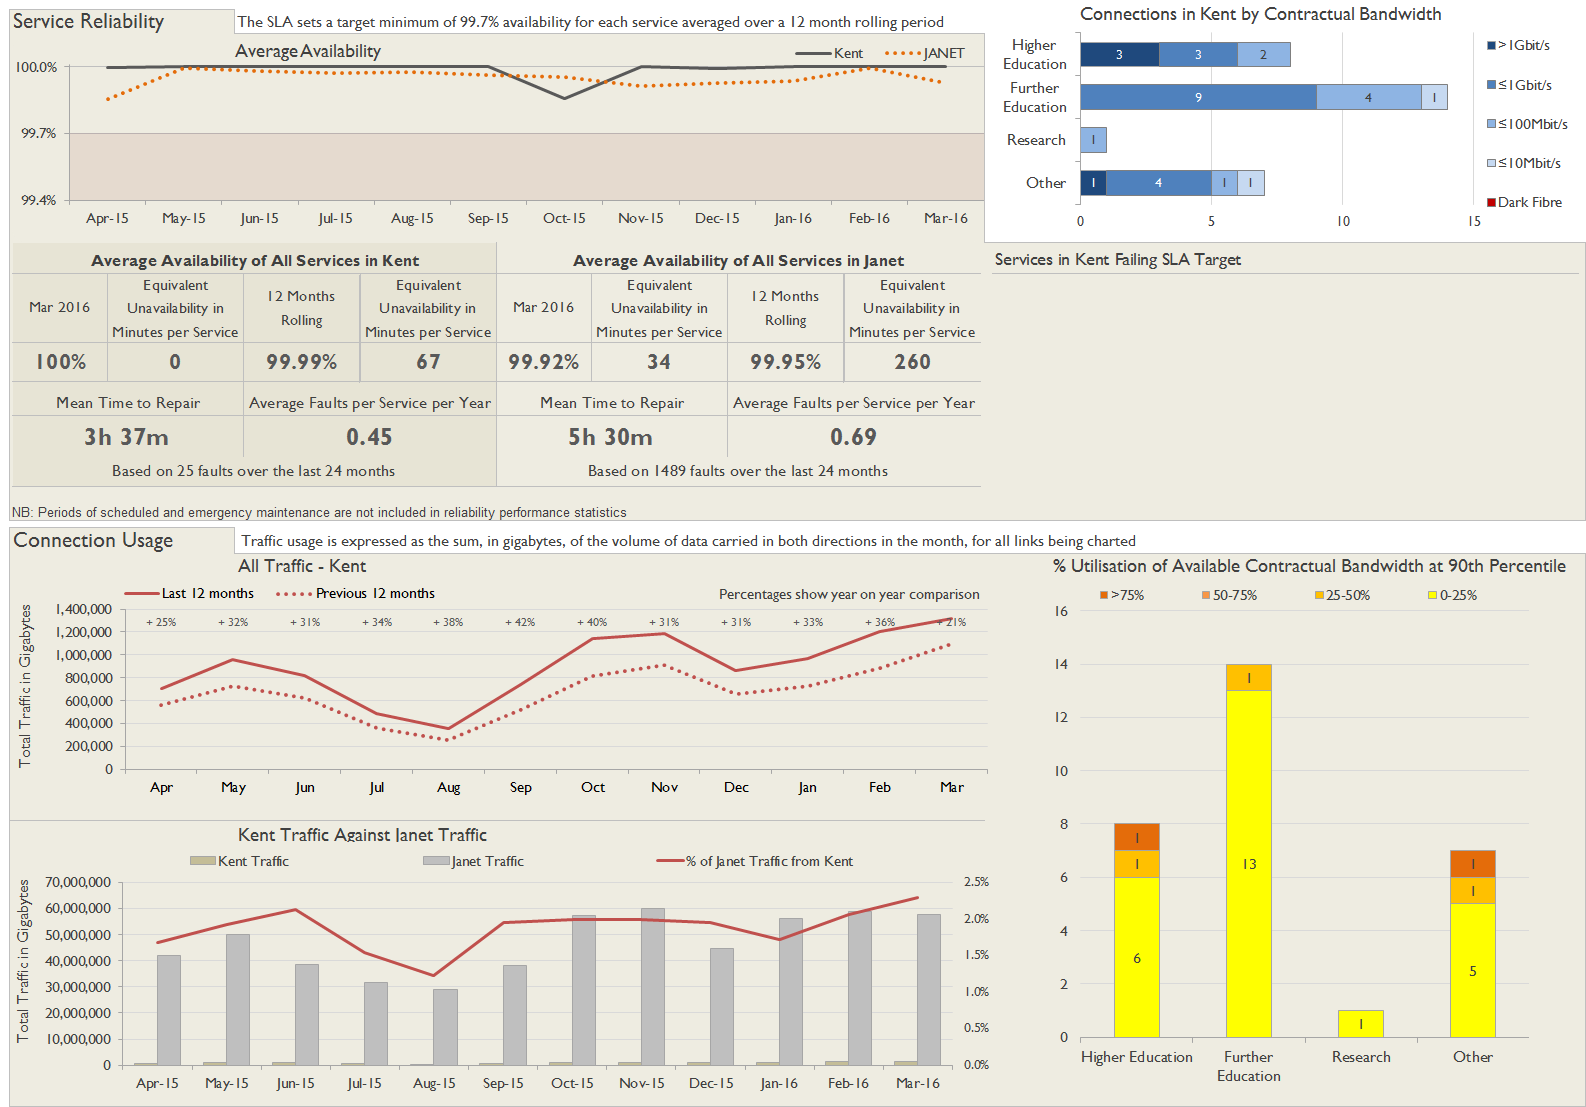 Service Reliability
The SLA sets a target minimum of 99.7% availability for each service averaged over a 12 month rolling period
Average Availability
Kent
JANET
100.0%
99.7%
99.4%
Apr-15 May-15 Jun-15 Jul-15 Aug-15 Sep-15 Oct-15 Nov-15 Dec-15 Jan-16 Feb-16 Mar-16
Connections in Kent by Contractual Bandwidth
Higher Education
3 3 2
Further Education
9 4 1
Research
1
Other
1 4 1 1
0 5 10 15
>1Gbit/s
≤1Gbit/s
≤100Mbit/s
≤10Mbit/s
Dark Fibre
Average Availability of All Services in Kent
Mar 2016
Equivalent Unavailability in Minutes per Service
12 Months Rolling
Equivalent Unavailability in Minutes per Service
100% 0 99.99% 67
Mean Time to Repair
Average Faults per Service per Year
3h 37m 0.45
Based on 25 faults over the last 24 months
Average Availability of All Services in Janet
Mar 2016
Equivalent Unavailability in Minutes per Service
12 Months Rolling
Equivalent Unavailability in Minutes per Service
99.92% 34 99.95% 260
Mean Time to Repair
Average Faults per Service per Year
5h 30m 0.69
Based on 1489 faults over the last 24 months
Services in Kent Failing SLA Target
NB: Periods of scheduled and emergency maintenance are not included in reliability performance statistics
Connection Usage
Traffic usage is expressed as the sum, in gigabytes, of the volume of data carried in both directions in the month, for all links being charted
All Traffic - Kent
Last 12 months
Previous 12 months
Percentages show year on year comparison
Total Traffic in Gigabytes
1,400,000
1,200,000
1,000,000
800,000
600,000
400,000
200,000
0
+ 25% + 32% + 31% + 34% + 38% + 42% + 40% + 31% + 31% + 33% + 36% + 21%
Apr May Jun Jul Aug Sep Oct Nov Dec Jan Feb Mar
Kent Traffic Against Janet Traffic
Kent Traffic
Janet Traffic
% of Janet Traffic from Kent
Total Traffic in Gigabytes
70,000,000
60,000,000
50,000,000
40,000,000
30,000,000
20,000,000
10,000,000
0
2.5%
2.0%
1.5%
1.0%
0.5%
0.0%
Apr-15 May-15 Jun-15 Jul-15 Aug-15 Sep-15 Oct-15 Nov-15 Dec-15 Jan-16 Feb-16 Mar-16
% Utilisation of Available Contractual Bandwidth at 90th Percentile
>75%
50-75%
25-50%
0-25%
16
14
12
10
8
6
4
2
0
1
1
6
1
13
1
1
1
5
Higher Education
Further Education
Research
Other